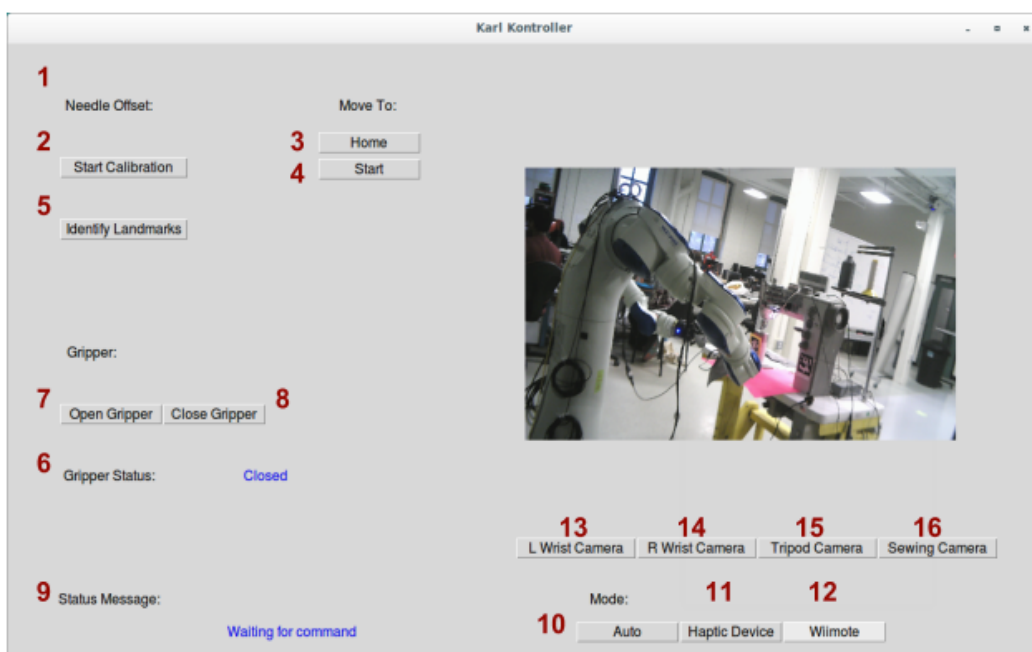 Karl Kontroller
1
Needle Offset:
Move To:
2
Start Calibration
3
Home
4
Start
5
Identify Landmarks
Gripper:
7
Open Gripper
Close Gripper
8
6
Gripper Status:
Closed
13
14
15
16
L Wrist Camera
R Wrist Camera
Tripod Camera
Sewing Camera
9
Status Message:
Waiting for command
Mode:
11
12
10
Auto
Haptic Device
Wiimote